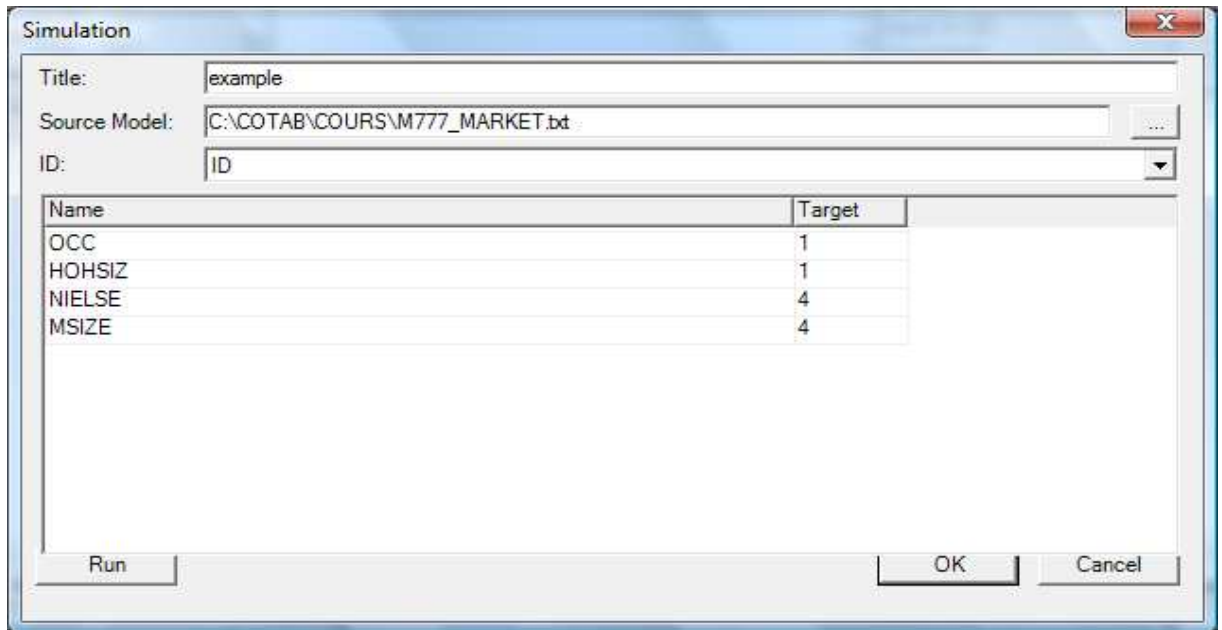 Simulation
Title: example
Source Model: C:\COTAB\COURS\M777_MARKET.txt ...
ID: ID
Name Target
OCC 1
HOHSIZ 1
NIELSE 4
MSIZE 4
Run OK Cancel